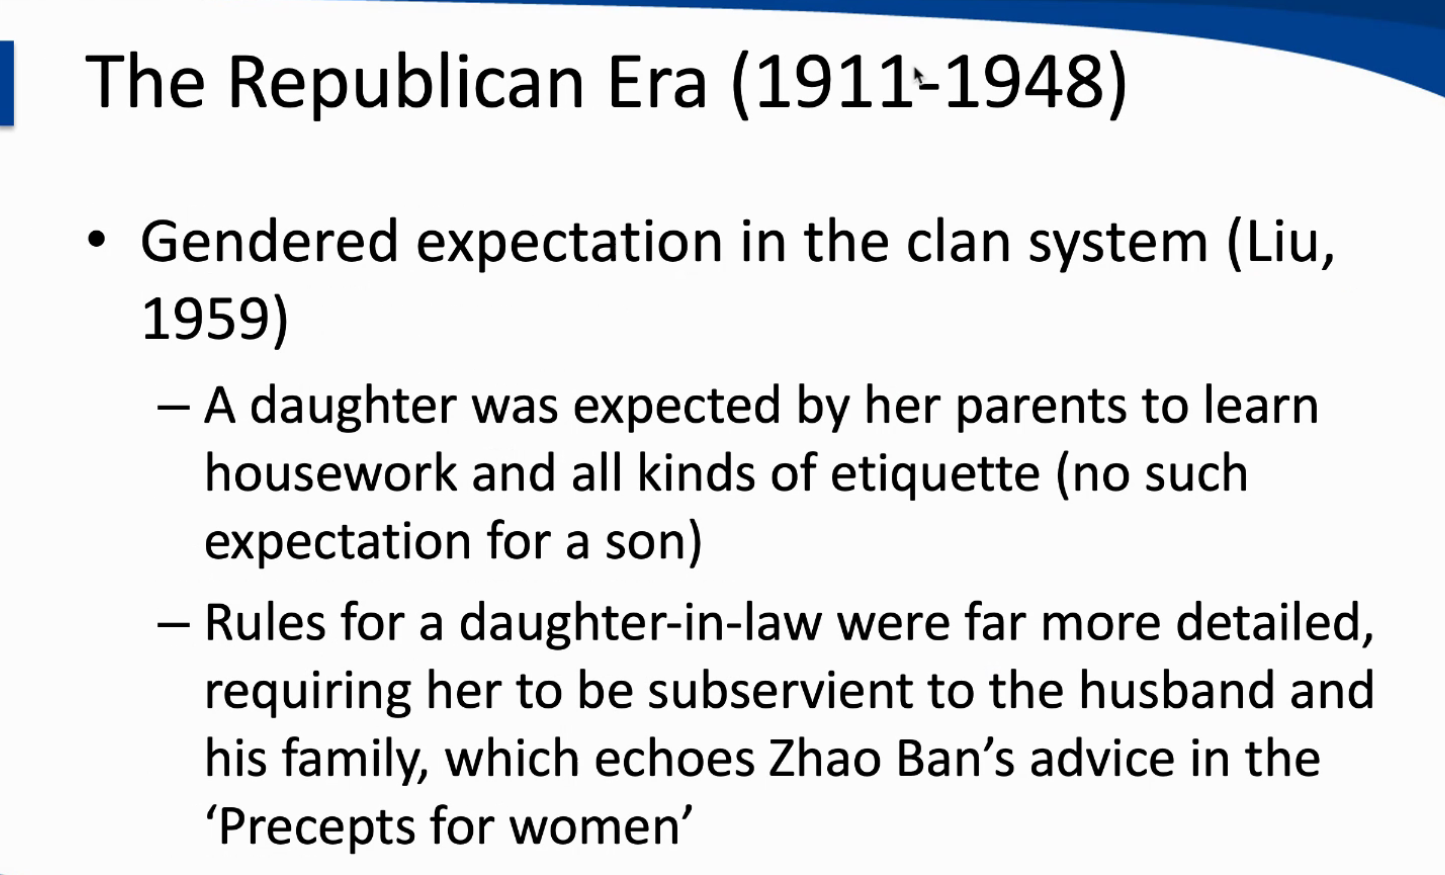 The Republican Era (1911-1948)
• Gendered expectation in the clan system (Liu,
1959)
– A daughter was expected by her parents to learn
housework and all kinds of etiquette (no such
expectation for a son)
– Rules for a daughter-in-law were far more detailed,
requiring her to be subservient to the husband and
his family, which echoes Zhao Ban’s advice in the
‘Precepts for women’